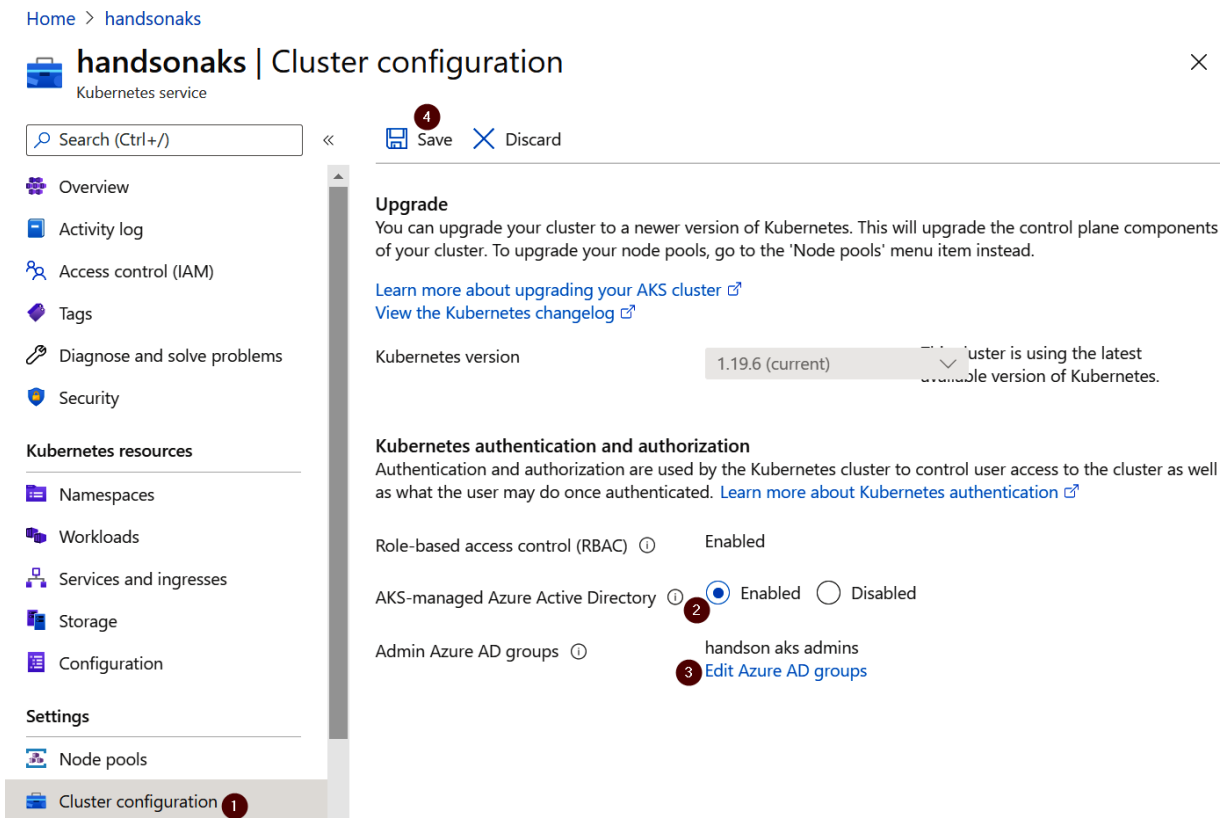 Home > handsonaks
handsonaks | Cluster configuration
Kubernetes service
Search (Ctrl+/)
«
Overview
Activity log
Access control (IAM)
Tags
Diagnose and solve problems
Security
Kubernetes resources
Namespaces
Workloads
Services and ingresses
Storage
Configuration
Settings
Node pools
Cluster configuration 1
4
Save Discard
Upgrade
You can upgrade your cluster to a newer version of Kubernetes. This will upgrade the control plane components
of your cluster. To upgrade your node pools, go to the 'Node pools' menu item instead.
Learn more about upgrading your AKS cluster
View the Kubernetes changelog
Kubernetes version
1.19.6 (current)
cluster is using the latest
available version of Kubernetes.
Kubernetes authentication and authorization
Authentication and authorization are used by the Kubernetes cluster to control user access to the cluster as well
as what the user may do once authenticated. Learn more about Kubernetes authentication
Role-based access control (RBAC) Enabled
AKS-managed Azure Active Directory 2 Enabled Disabled
Admin Azure AD groups handson aks admins
3 Edit Azure AD groups